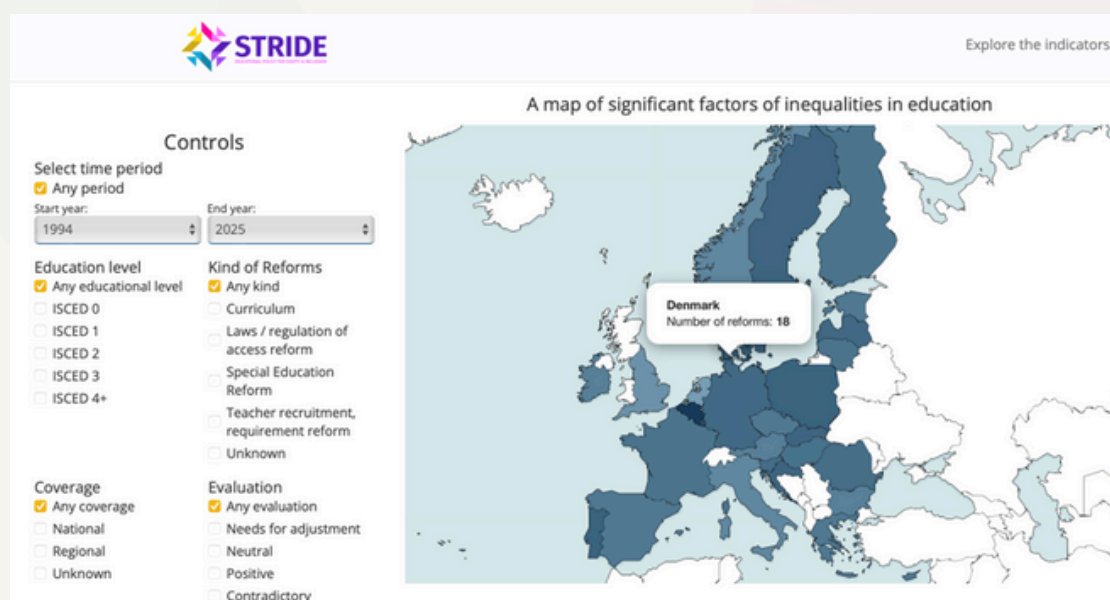 STRIDE
Explore the indicators
A map of significant factors of inequalities in education
Controls
Select time period
Any period
Start year:
End year:
1994
2025
Education level
Any educational level
ISCED 0
ISCED 1
ISCED 2
ISCED 3
ISCED 4+
Kind of Reforms
Any kind
Curriculum
Laws / regulation of
access reform
Special Education
Reform
Teacher recruitment,
requirement reform
Unknown
Coverage
Any coverage
National
Regional
Unknown
Evaluation
Any evaluation
Needs for adjustment
Neutral
Positive
Contradictory
Denmark
Number of reforms: 18